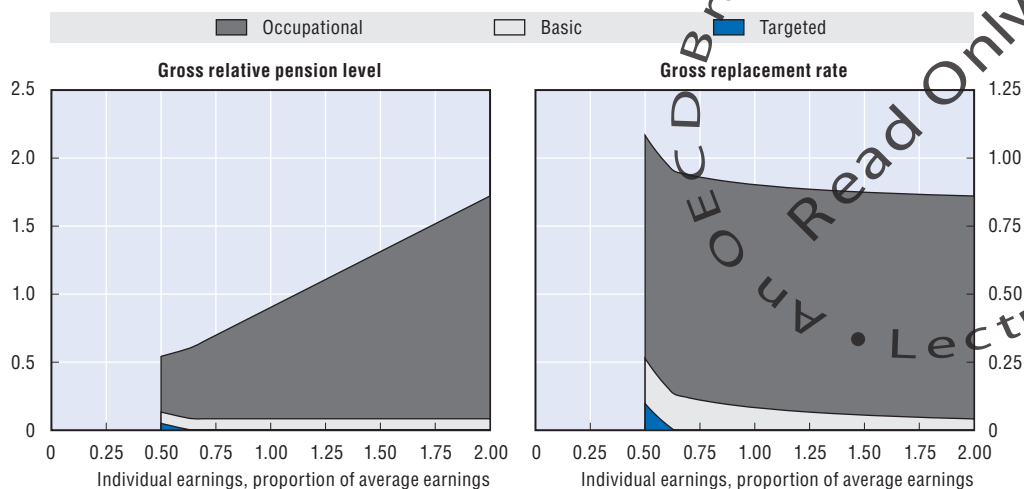 Occupational Basic Targeted
Gross relative pension level
Gross replacement rate
2.5
2.0
1.5
1.0
0.5
0
1.25
1.00
0.75
0.50
0.25
0
0 0.25 0.50 0.75 1.00 1.25 1.50 1.75 2.00
0 0.25 0.50 0.75 1.00 1.25 1.50 1.75 2.00
Individual earnings, proportion of average earnings
Individual earnings, proportion of average earnings
An OECD
Read Only